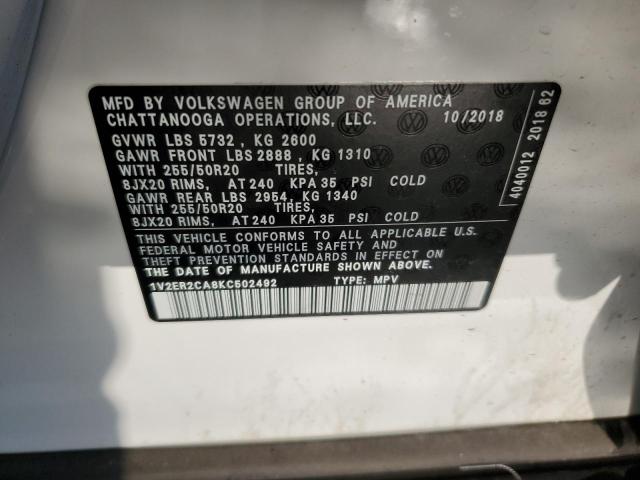 MFD BY VOLKSWAGEN GROUP OF AMERICA
CHATTANOOGA OPERATIONS, LLC. 10/2018
GVWR LBS 5732 , KG 2600
GAWR FRONT LBS 2888 , KG 1310
WITH 255/50R20 TIRES,
8JX20 RIMS, AT 240 KPA 35 PSI COLD
GAWR REAR LBS 2954, KG 1340
WITH 255/50R20 TIRES,
8JX20 RIMS, AT 240 KPA 35 PSI COLD
THIS VEHICLE CONFORMS TO ALL APPLICABLE U.S.
FEDERAL MOTOR VEHICLE SAFETY AND
THEFT PREVENTION STANDARDS IN EFFECT ON
THE DATE OF MANUFACTURE SHOWN ABOVE.
1V2ER2CA8KC502492 TYPE: MPV
4040012 2018 62